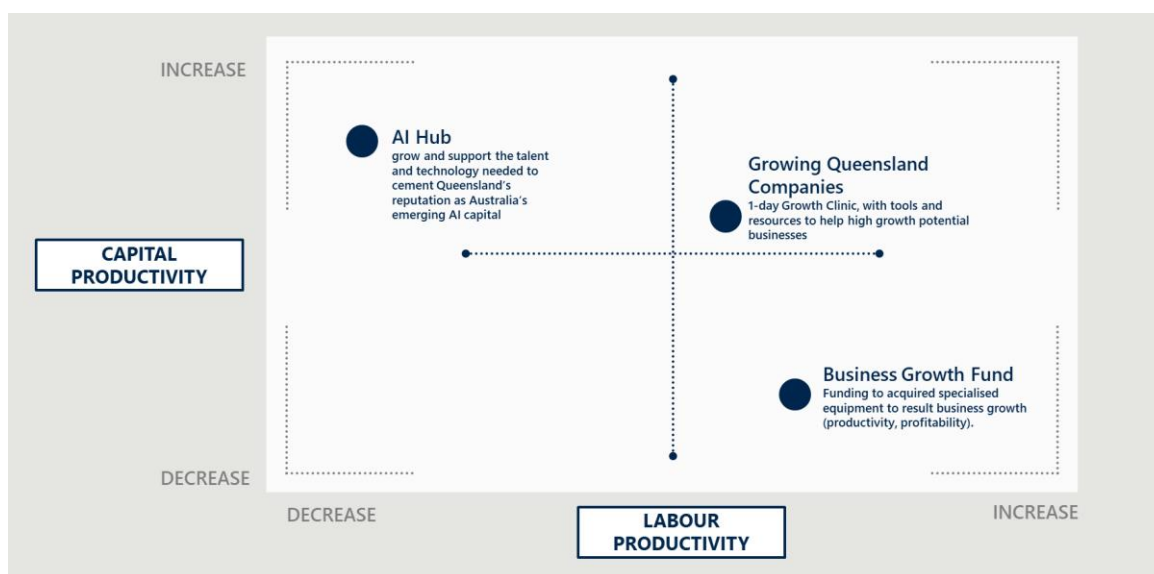 INCREASE
AI Hub
grow and support the talent
and technology needed to
cement Queensland's
reputation as Australia's
emerging AI capital
Growing Queensland
Companies
1-day Growth Clinic, with tools and
resources to help high growth potential
businesses
CAPITAL
PRODUCTIVITY
Business Growth Fund
Funding to acquired specialised
equipment to result business growth
(productivity, profitability).
DECREASE
DECREASE
LABOUR
PRODUCTIVITY
INCREASE